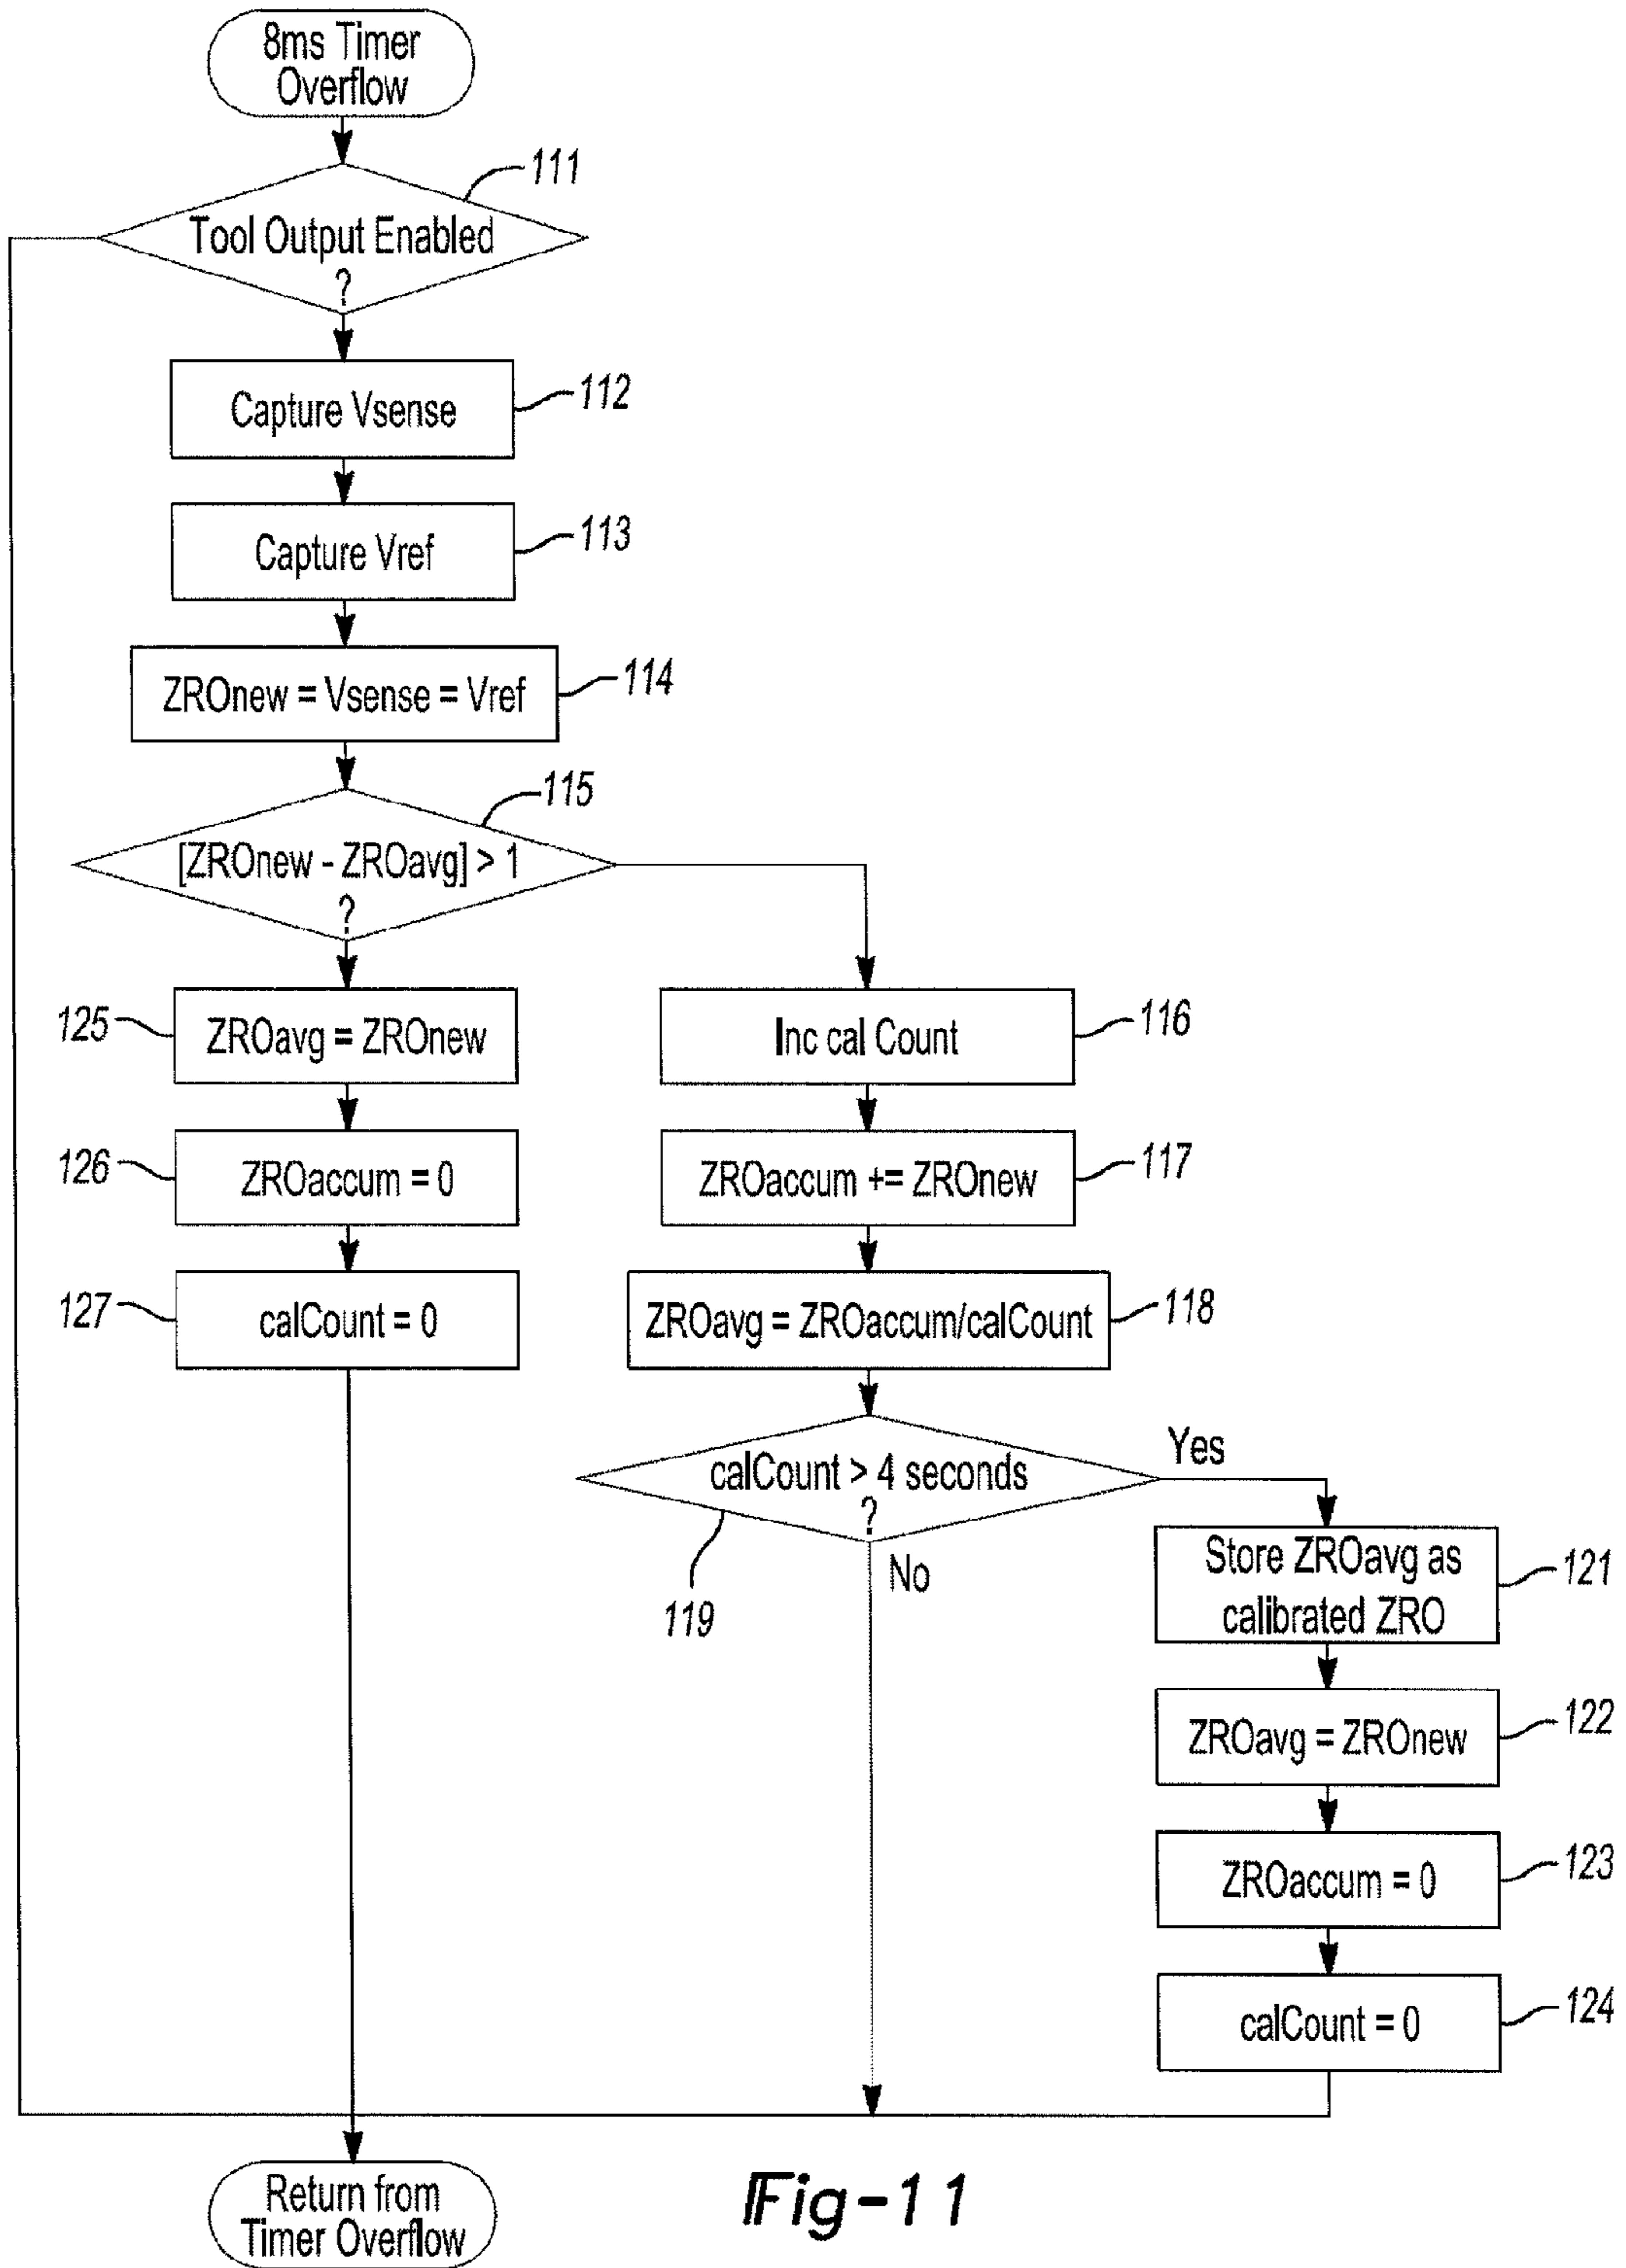 8ms Timer
Overflow
111
Tool Output Enabled
?
112
Capture Vsense
113
Capture Vref
114
ZROnew = Vsense = Vref
115
[ZROnew - ZROavg] > 1
?
125
ZROavg = ZROnew
116
Inc cal Count
126
ZROaccum = 0
117
ZROaccum += ZROnew
127
calCount = 0
118
ZROavg = ZROaccum/calCount
Yes
calCount > 4 seconds
?
No
119
Store ZROavg as
calibrated ZRO
121
ZROavg = ZROnew
122
ZROaccum = 0
123
calCount = 0
124
Return from
Timer Overflow
Fig-11